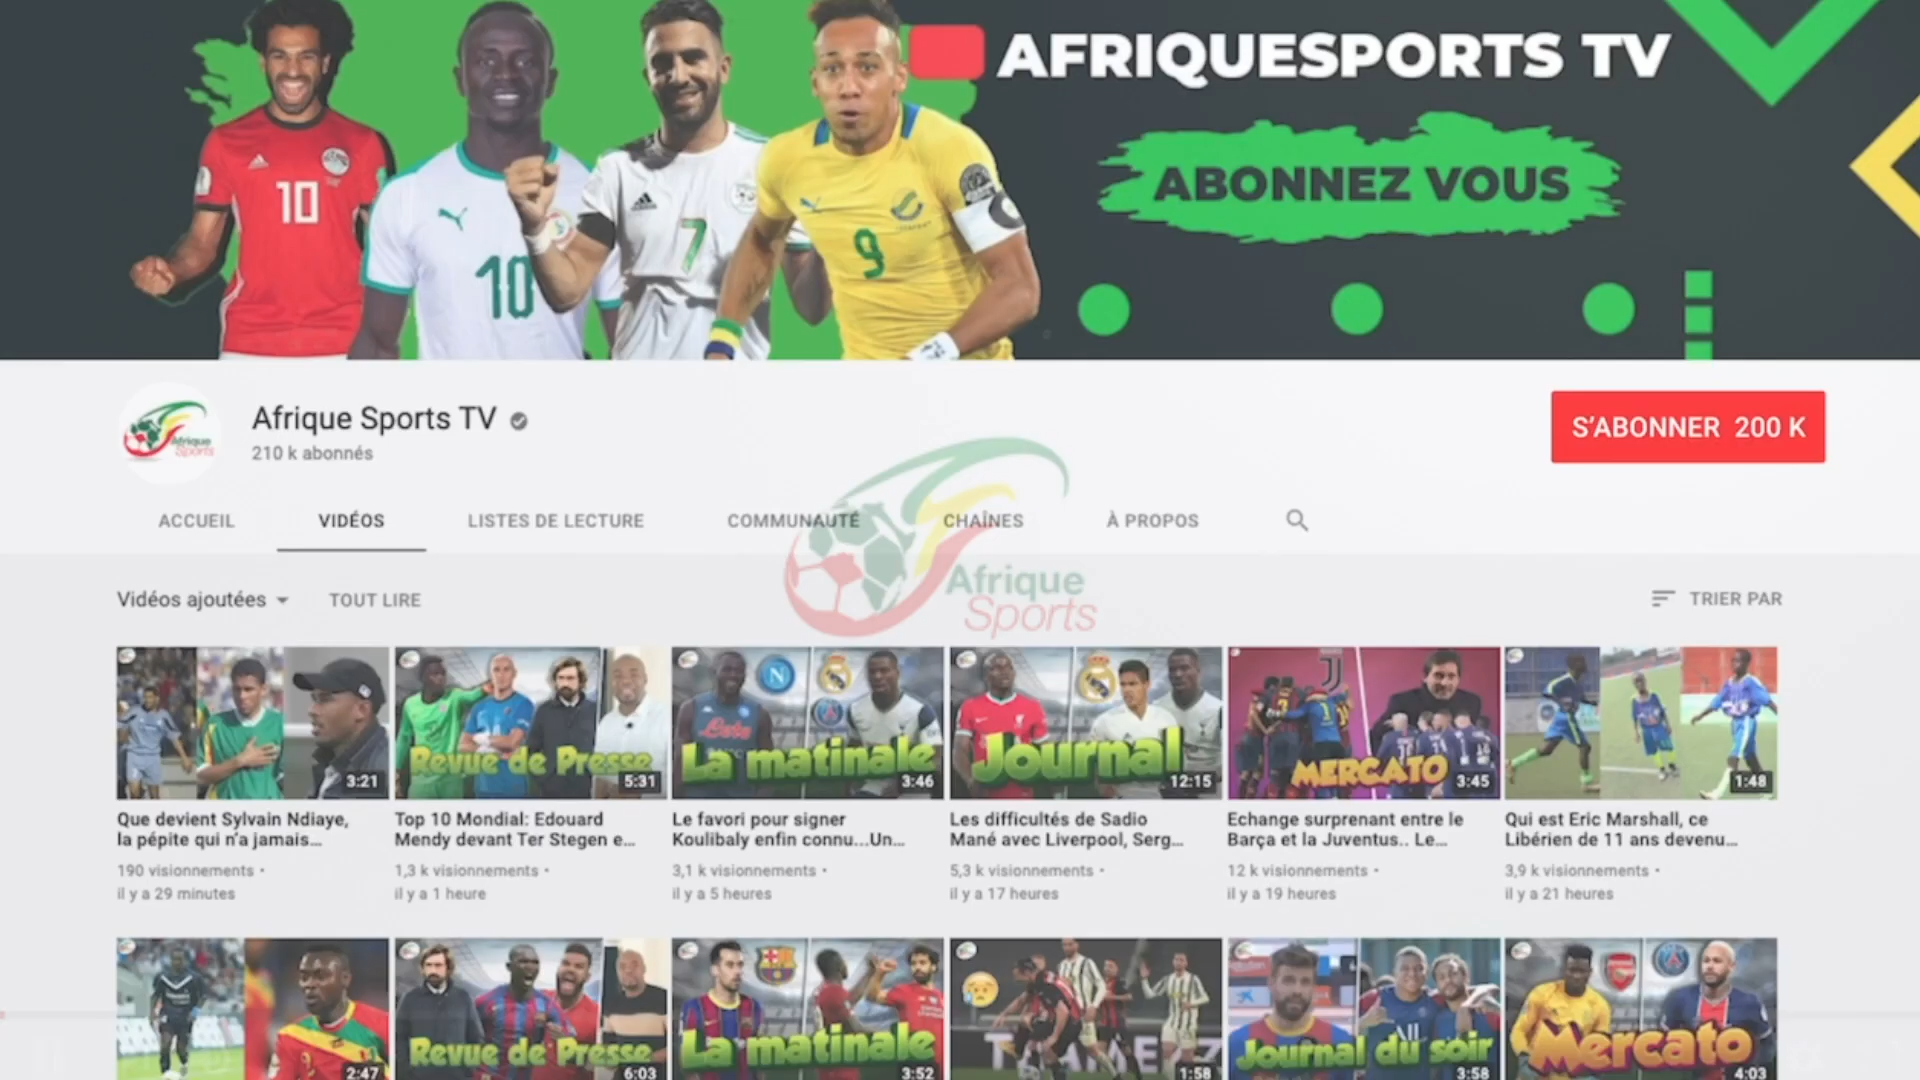 AFRIQUESPORTS TV
ABONNEZ VOUS
10
10
7
9
Afrique Sports TV
210 k abonnés
S'ABONNER 200 K
Afrique
Sports
ACCUEIL
VIDÉOS
LISTES DE LECTURE
COMMUNAUTÉ
CHAÎNES
À PROPOS
Afrique
Sports
Vidéos ajoutées
TOUT LIRE
TRIER PAR
3:21
Revue de Presse
5:31
La matinale
3:46
Journal
12:15
MERCATO
3:45
1:48
Que devient Sylvain Ndiaye,
la pépite qui n'a jamais...
190 visionnements •
il y a 29 minutes
Top 10 Mondial: Edouard
Mendy devant Ter Stegen e...
1,3 k visionnements •
il y a 1 heure
Le favori pour signer
Koulibaly enfin connu...Un...
3,1 k visionnements •
il y a 5 heures
Les difficultés de Sadio
Mané avec Liverpool, Serg...
5,3 k visionnements •
il y a 17 heures
Echange surprenant entre le
Barça et la Juventus.. Le...
12 k visionnements •
il y a 19 heures
Qui est Eric Marshall, ce
Libérien de 11 ans devenu...
3,9 k visionnements •
il y a 21 heures
2:47
Revue de Presse
6:03
La matinale
3:52
1:58
Journal du soir
3:58
Mercato
4:03